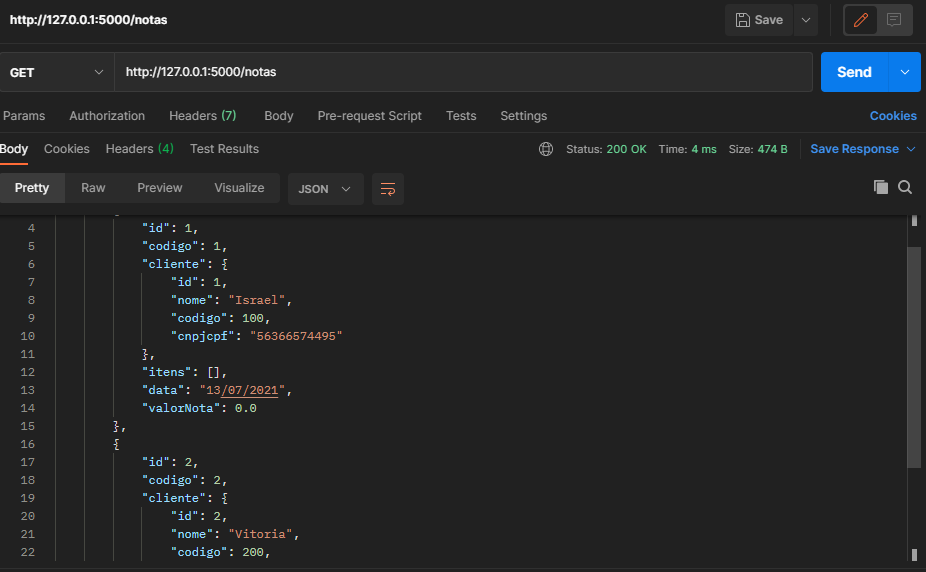 http://127.0.0.1:5000/notas
Save
GET
http://127.0.0.1:5000/notas
Send
Params Authorization Headers (7) Body Pre-request Script Tests Settings Cookies
Body Cookies Headers (4) Test Results Status: 200 OK Time: 4 ms Size: 474 B Save Response
Pretty Raw Preview Visualize JSON
4 "id": 1,
5 "codigo": 1,
6 "cliente": {
7 "id": 1,
8 "nome": "Israel",
9 "codigo": 100,
10 "cnpjcpf": "56366574495"
11 },
12 "itens": [],
13 "data": "13/07/2021",
14 "valorNota": 0.0
15 },
16 {
17 "id": 2,
18 "codigo": 2,
19 "cliente": {
20 "id": 2,
21 "nome": "Vitoria",
22 "codigo": 200,